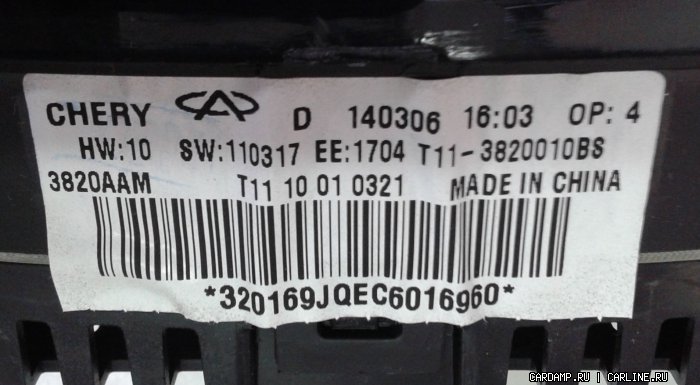 CHERY D 140306 16:03 OP: 4
HW:10 SW:110317 EE:1704 T11-3820010BS
3820AAM T11 10 01 0321 MADE IN CHINA
*320169JQEC6016960*
GARDAMP.RU | CARLINE.RU